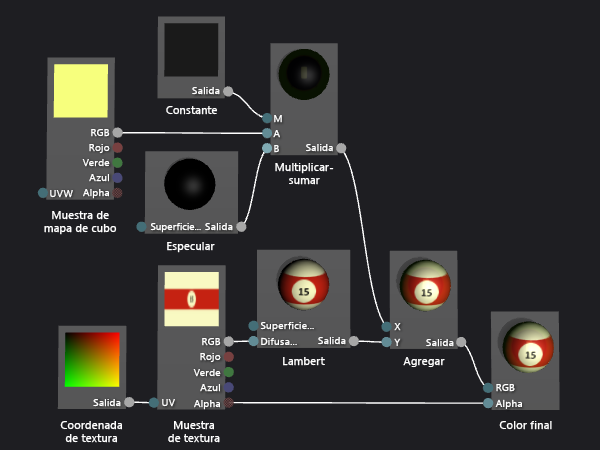 Salida
Constante
M
A
B
Salida
Multiplicar-
sumar
RGB
Rojo
Verde
Azul
UVW
Alpha
Muestra de
mapa de cubo
Superficie...
Salida
Especular
15
Superficie...
Difusa...
Salida
Lambert
15
X
Y
Salida
Agregar
RGB
Rojo
Verde
Azul
UV
Alpha
Muestra
de textura
Salida
Coordenada
de textura
15
RGB
Alpha
Color final